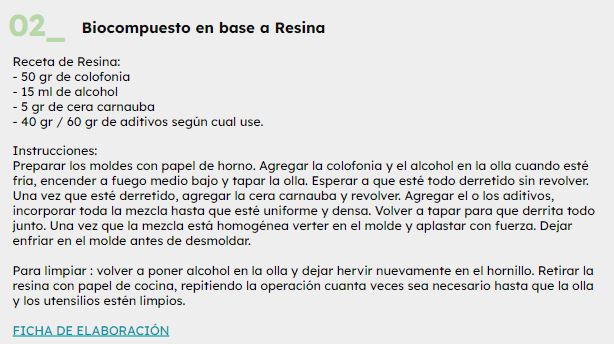 02_ Biocompuesto en base a Resina
Receta de Resina:
- 50 gr de colofonia
- 15 ml de alcohol
- 5 gr de cera carnauba
- 40 gr / 60 gr de aditivos según cual use.
Instrucciones:
Preparar los moldes con papel de horno. Agregar la colofonia y el alcohol en la olla cuando esté
fría, encender a fuego medio bajo y tapar la olla. Esperar a que esté todo derretido sin revolver.
Una vez que esté derretido, agregar la cera carnauba y revolver. Agregar el o los aditivos,
incorporar toda la mezcla hasta que esté uniforme y densa. Volver a tapar para que derrita todo
junto. Una vez que la mezcla está homogénea verter en el molde y aplastar con fuerza. Dejar
enfriar en el molde antes de desmoldar.
Para limpiar : volver a poner alcohol en la olla y dejar hervir nuevamente en el hornillo. Retirar la
resina con papel de cocina, repitiendo la operación cuanta veces sea necesario hasta que la olla
y los utensilios estén limpios.
FICHA DE ELABORACIÓN